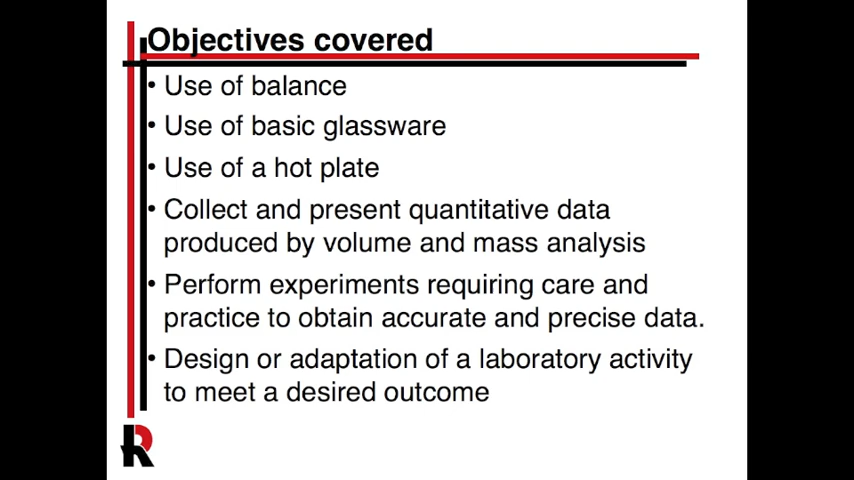 Objectives covered
• Use of balance
• Use of basic glassware
• Use of a hot plate
• Collect and present quantitative data
produced by volume and mass analysis
• Perform experiments requiring care and
practice to obtain accurate and precise data.
• Design or adaptation of a laboratory activity
to meet a desired outcome
R